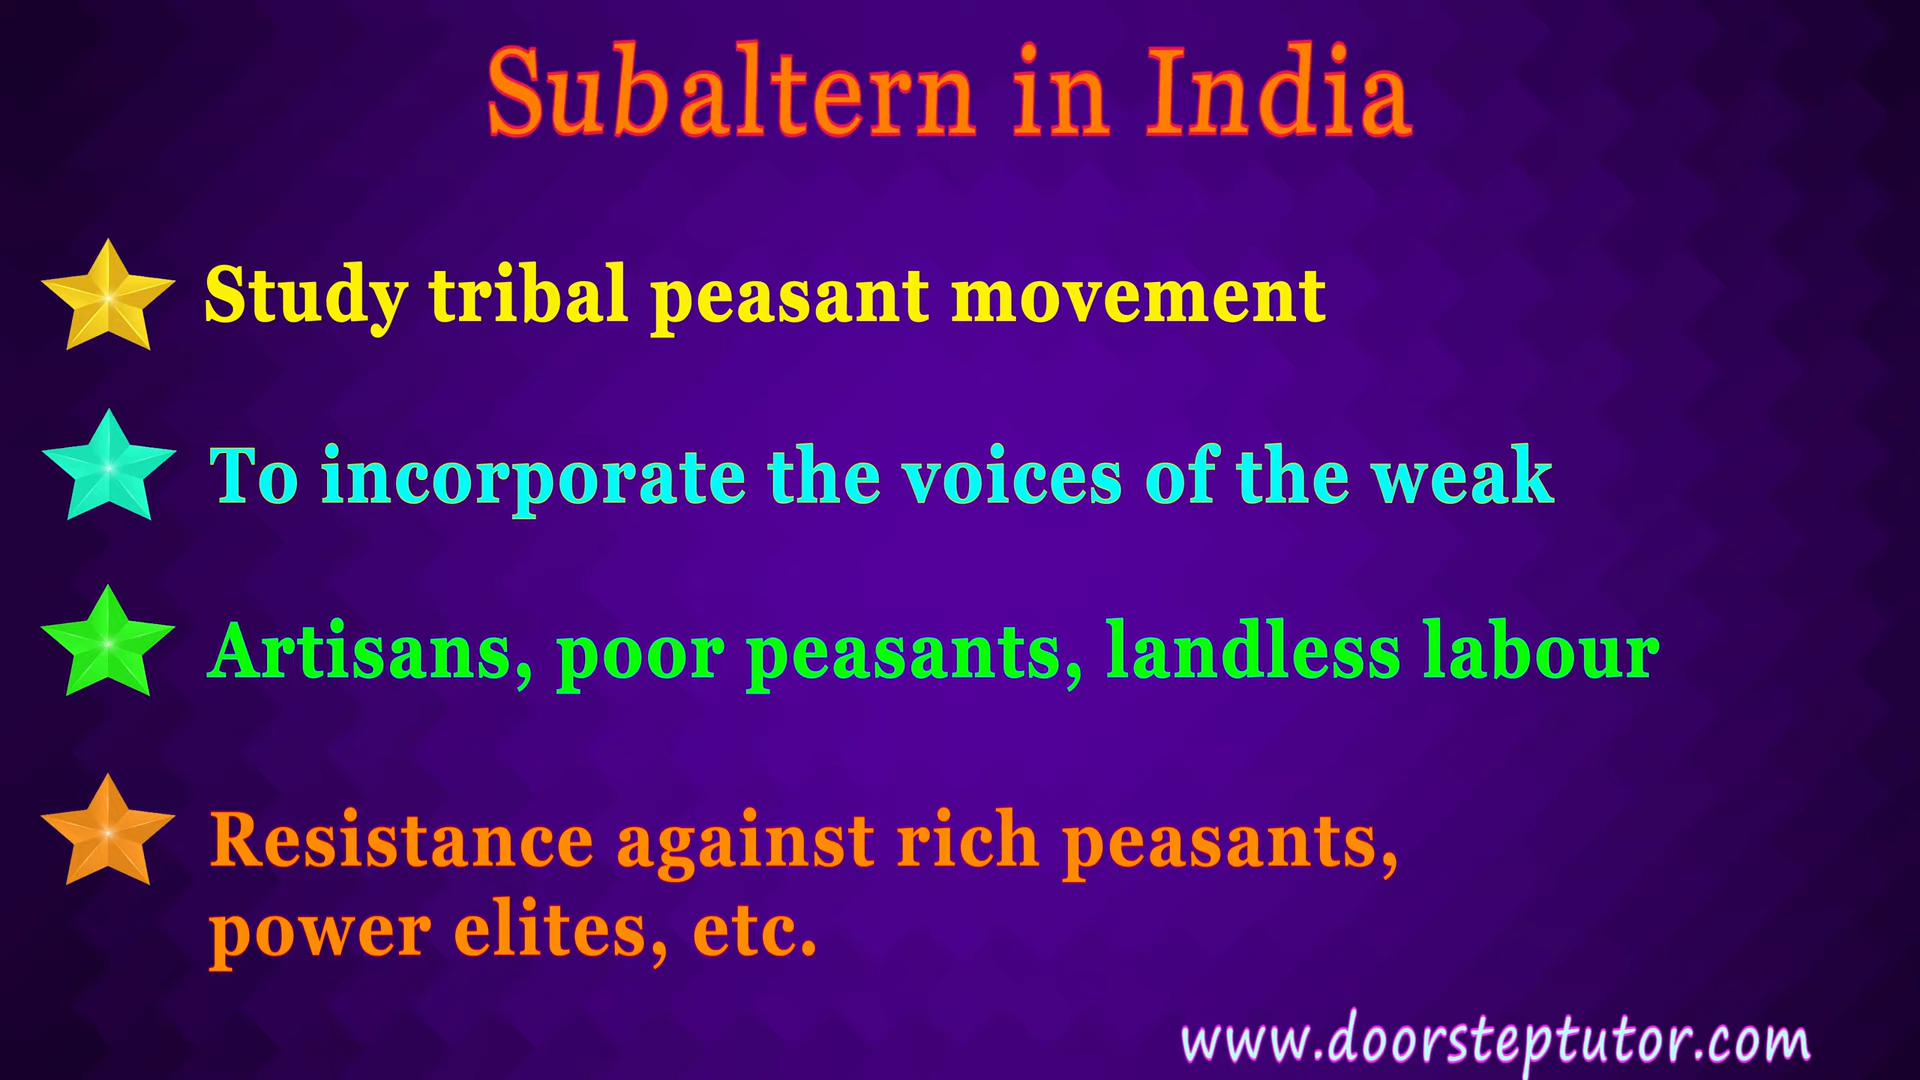 Subaltern in India
Study tribal peasant movement
To incorporate the voices of the weak
Artisans, poor peasants, landless labour
Resistance against rich peasants,
power elites, etc.
www.doorsteptutor.com